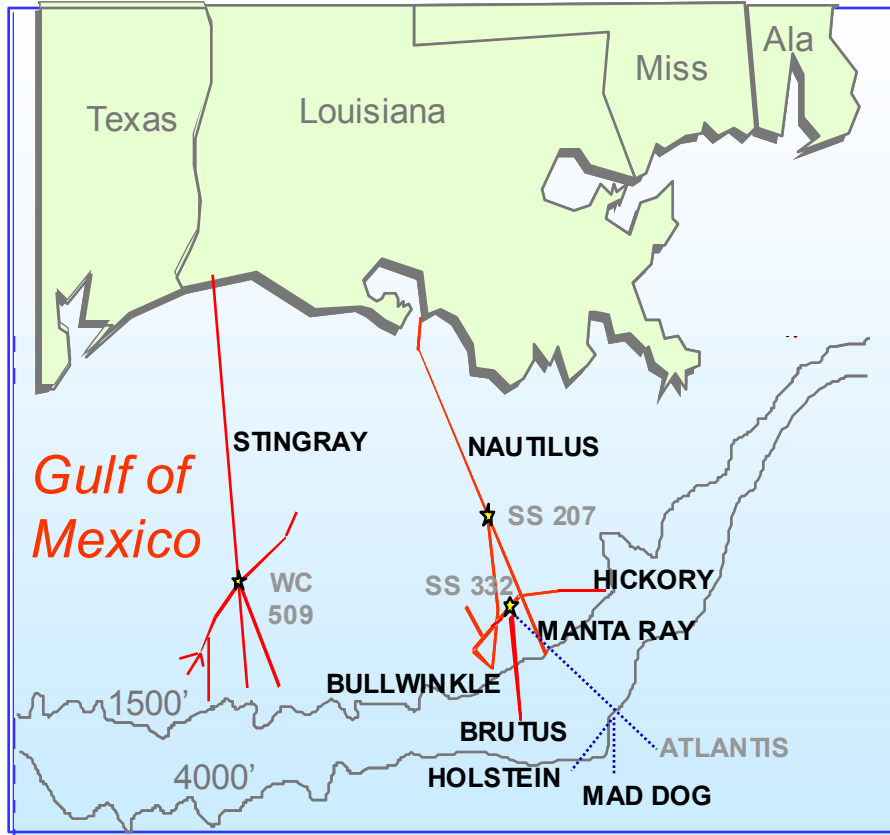 Ala
Miss
Texas
Louisiana
STINGRAY
NAUTILUS
Gulf of
Mexico
SS 207
WC
509
SS 332
HICKORY
MANTA RAY
BULLWINKLE
1500'
BRUTUS
ATLANTIS
4000'
HOLSTEIN
MAD DOG